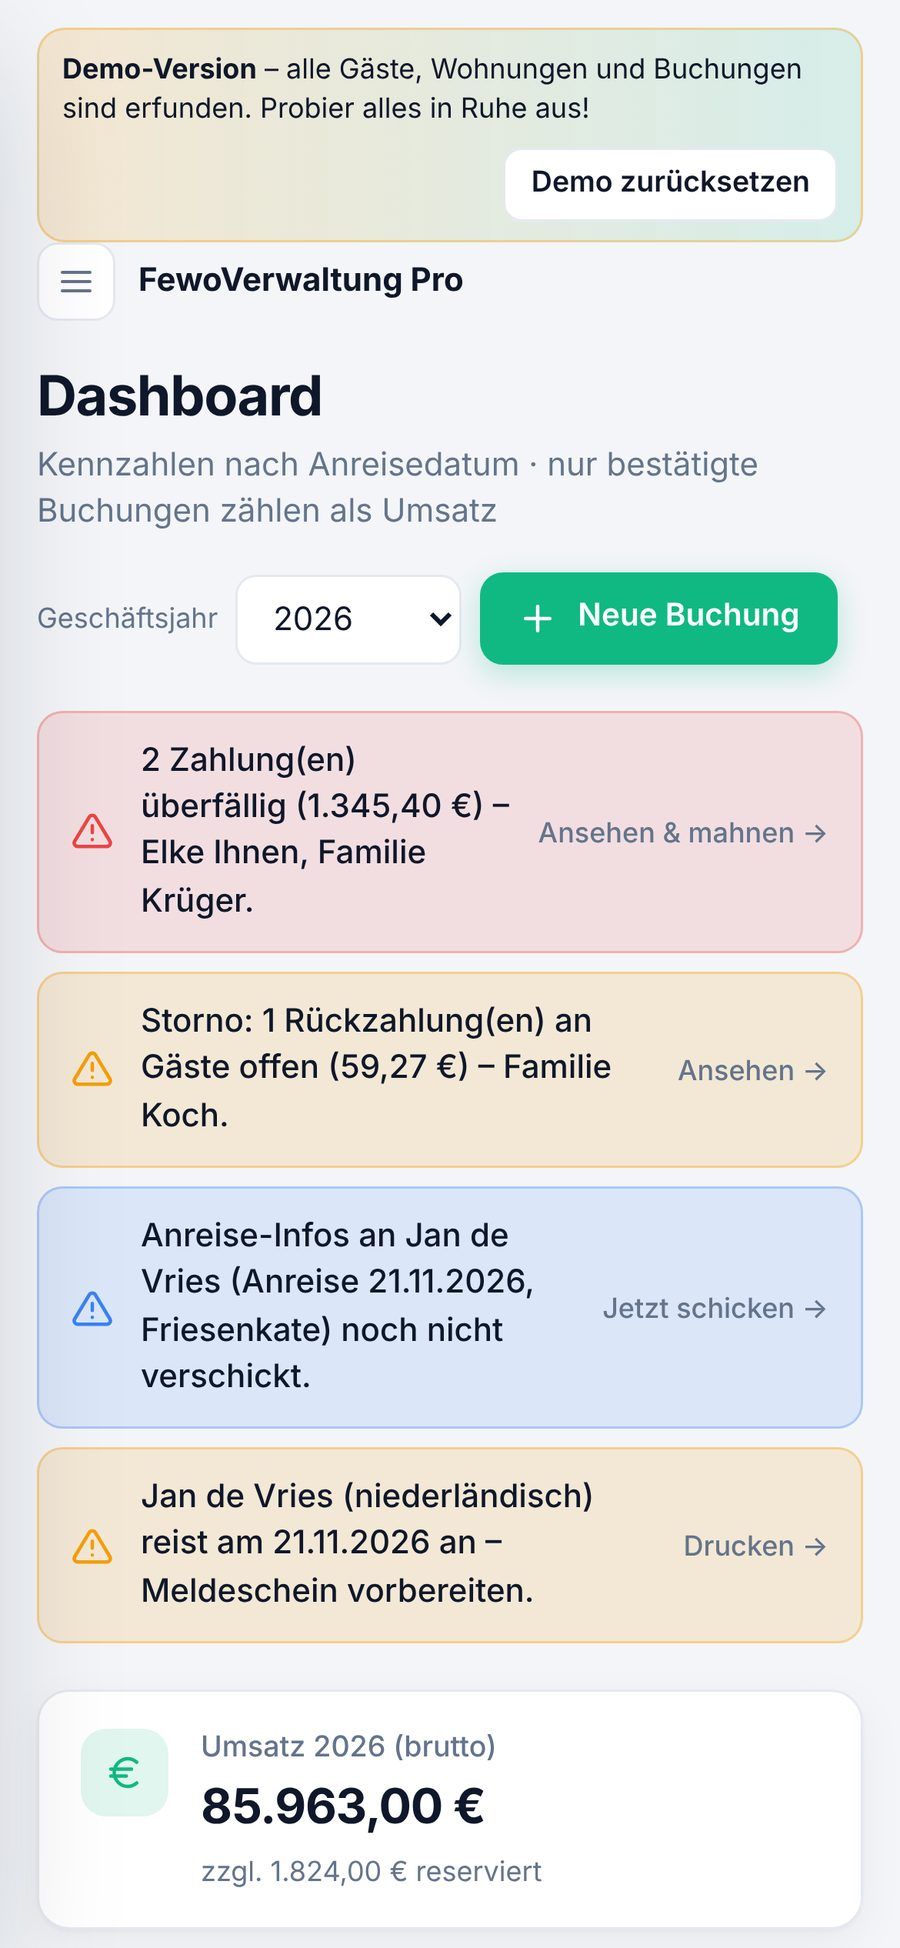 Demo-Version – alle Gäste, Wohnungen und Buchungen
sind erfunden. Probier alles in Ruhe aus!
Demo zurücksetzen
FewoVerwaltung Pro
Dashboard
Kennzahlen nach Anreisedatum · nur bestätigte
Buchungen zählen als Umsatz
Geschäftsjahr
2026
Neue Buchung
2 Zahlung(en)
überfällig (1.345,40 €) –
Elke Ihnen, Familie
Krüger.
Ansehen & mahnen →
Storno: 1 Rückzahlung(en) an
Gäste offen (59,27 €) – Familie
Koch.
Ansehen →
Anreise-Infos an Jan de
Vries (Anreise 21.11.2026,
Friesenkate) noch nicht
verschickt.
Jetzt schicken →
Jan de Vries (niederländisch)
reist am 21.11.2026 an –
Meldeschein vorbereiten.
Drucken →
€
Umsatz 2026 (brutto)
85.963,00 €
zzgl. 1.824,00 € reserviert